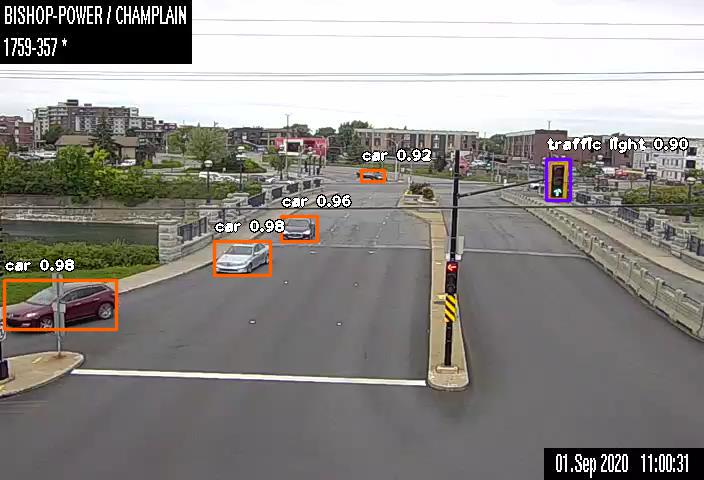 BISHOP-POWER / CHAMPLAIN
1759-357 *
traffic light 0.90
car 0.92
car 0.96
car 0.98
car 0.98
01.Sep 2020 11:00:31